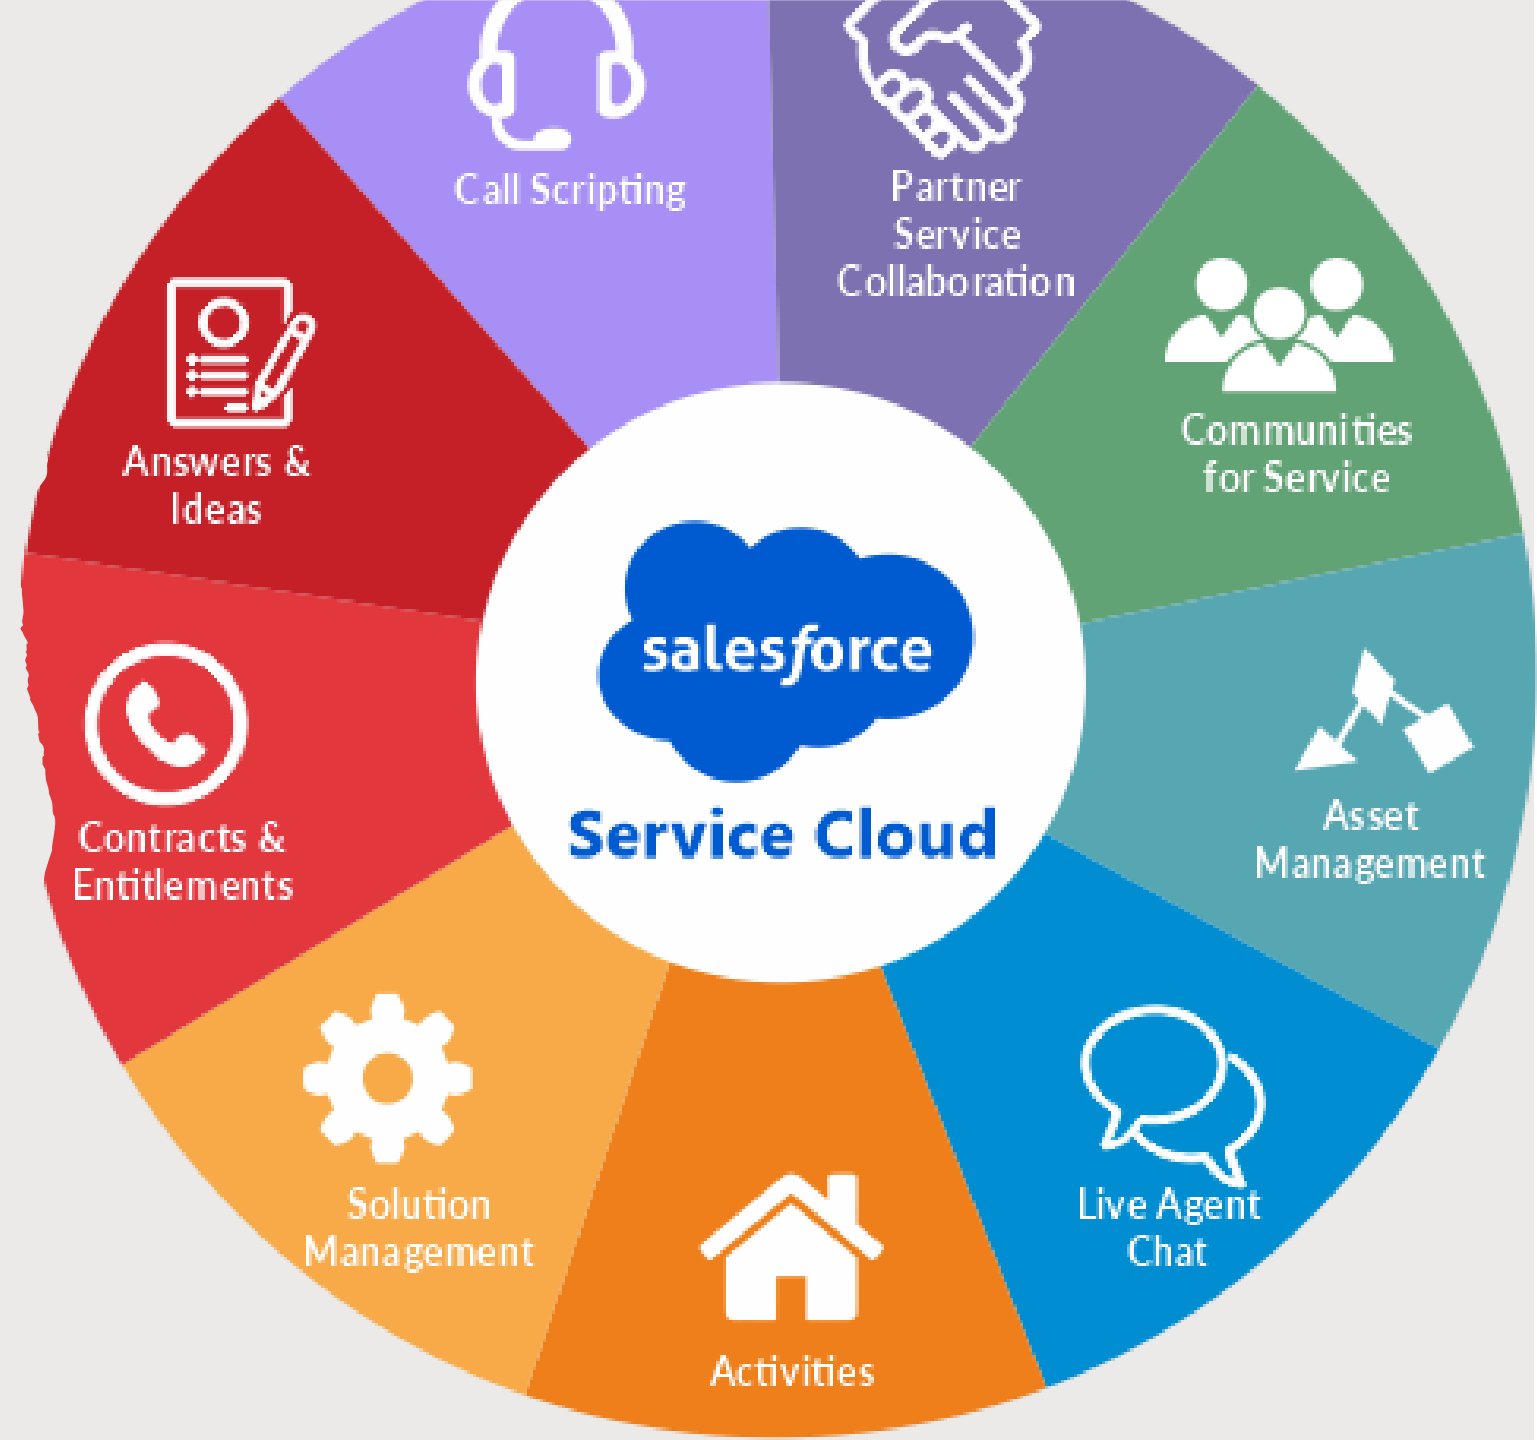 Call Scripting
Partner
Service
Collaboration
Communities
for Service
Asset
Management
Live Agent
Chat
Activities
Solution
Management
Contracts &
Entitlements
Answers &
Ideas
salesforce
Service Cloud